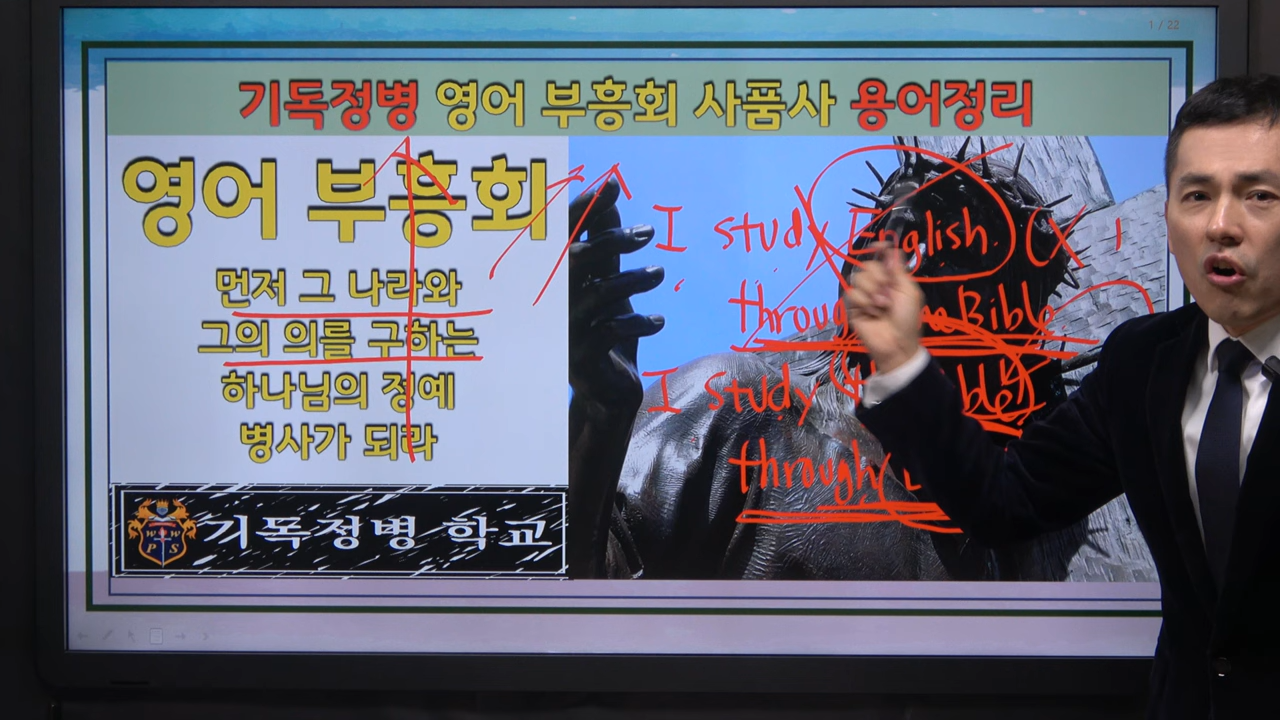 1 / 22
기독정병 영어 부흥회 사품사 용어정리
영어 부흥회
먼저 그 나라와
그의 의를 구하는
하나님의 정예
병사가 되라
W W
P S
기독정병 학교
I study English (X
through Bible
I study
through